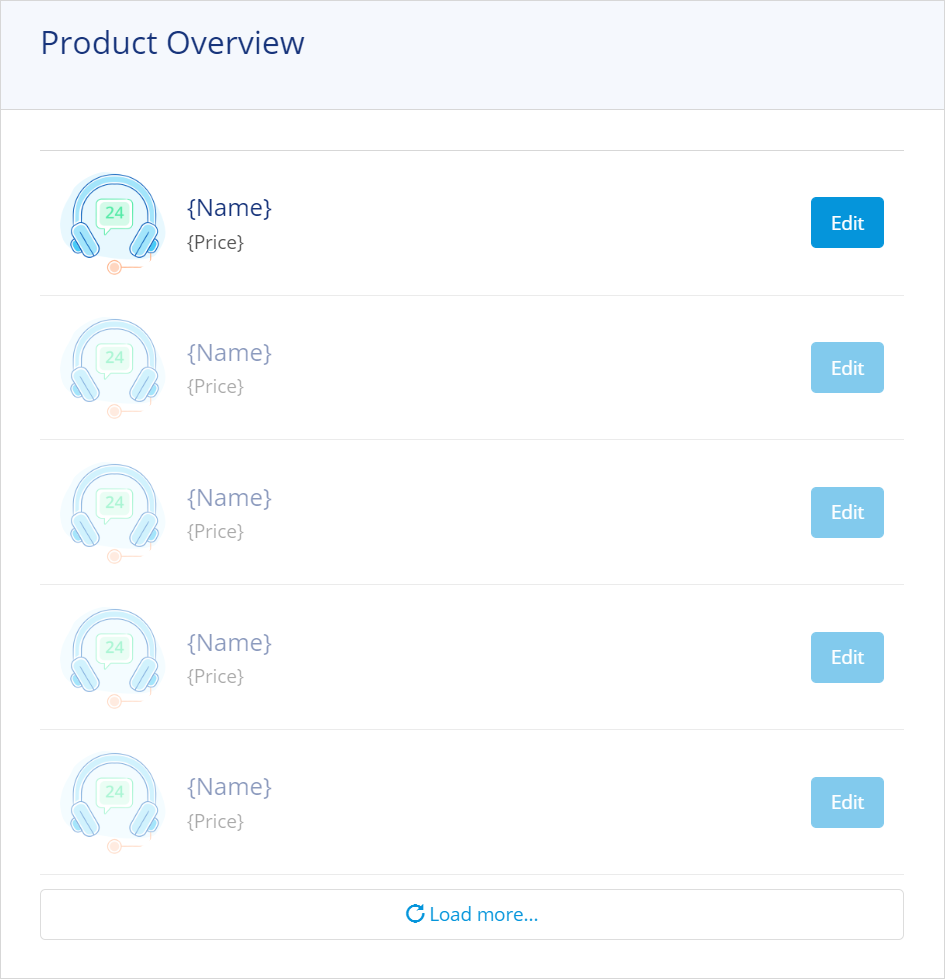 Product Overview
24
{Name}
{Price}
Edit
24
{Name}
{Price}
Edit
24
{Name}
{Price}
Edit
24
{Name}
{Price}
Edit
24
{Name}
{Price}
Edit
Load more...